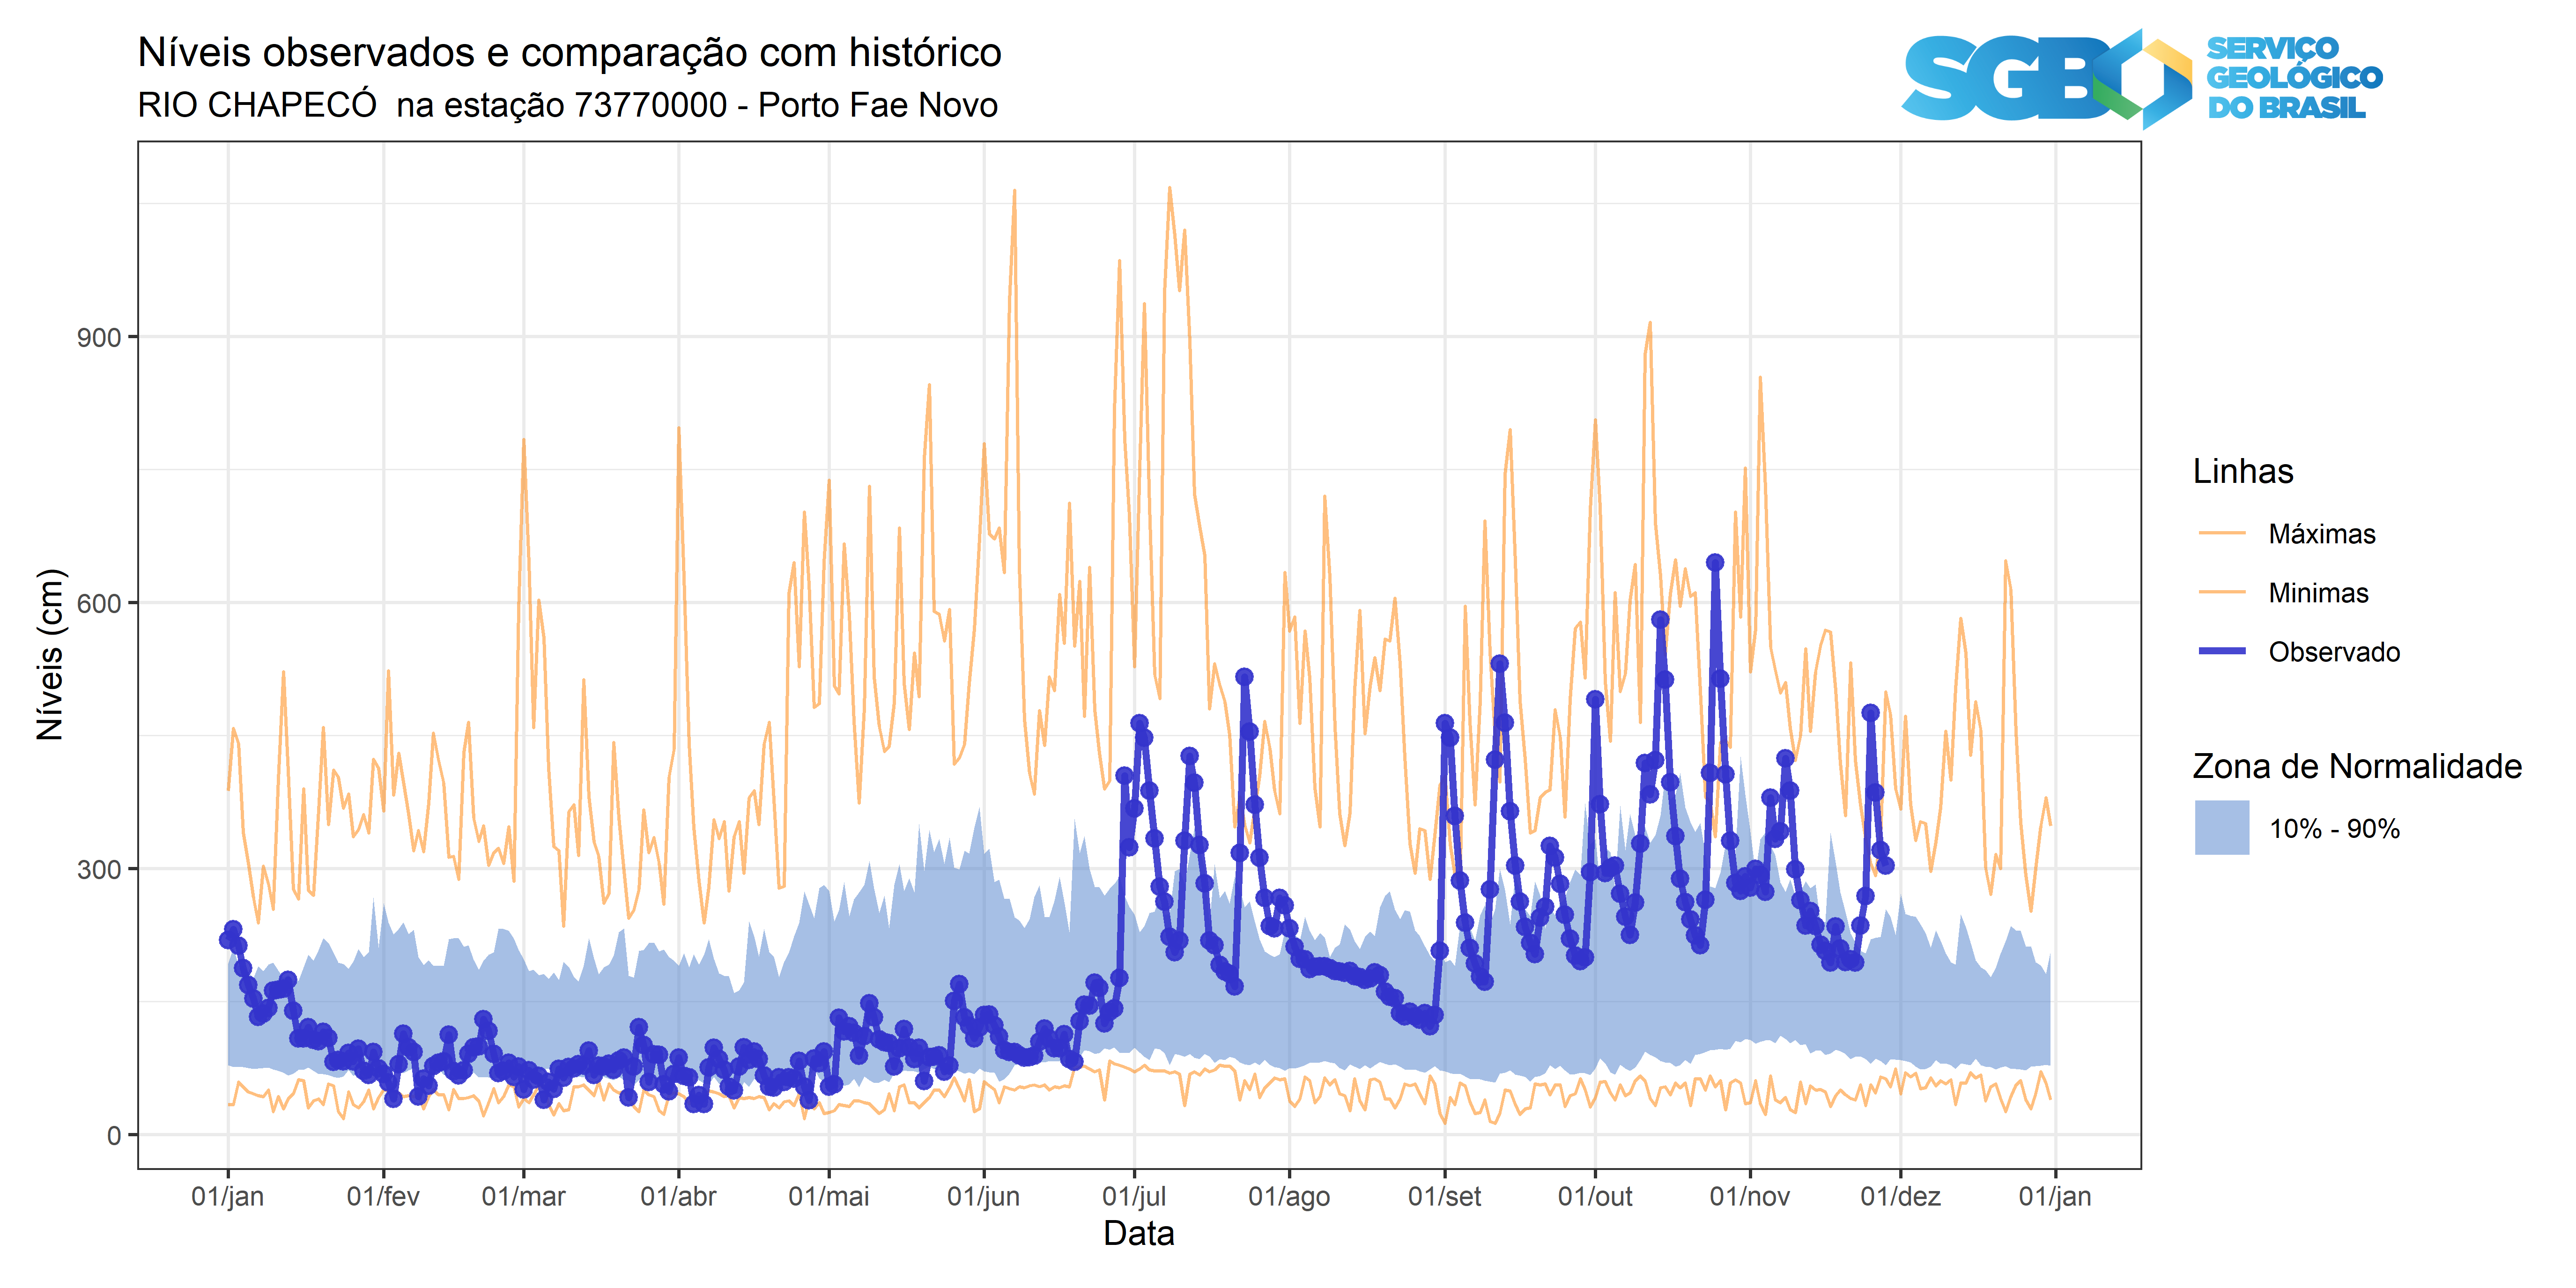 Níveis observados e comparação com histórico
RIO CHAPECÓ  na estação 73770000 - Porto Fae Novo
SGB
SERVIÇO
GEOLÓGICO
DO BRASIL
Níveis (cm)
900
600
300
0
01/jan
01/fev
01/mar
01/abr
01/mai
01/jun
01/jul
01/ago
01/set
01/out
01/nov
01/dez
01/jan
Data
Linhas
Máximas
Minimas
Observado
Zona de Normalidade
10% - 90%